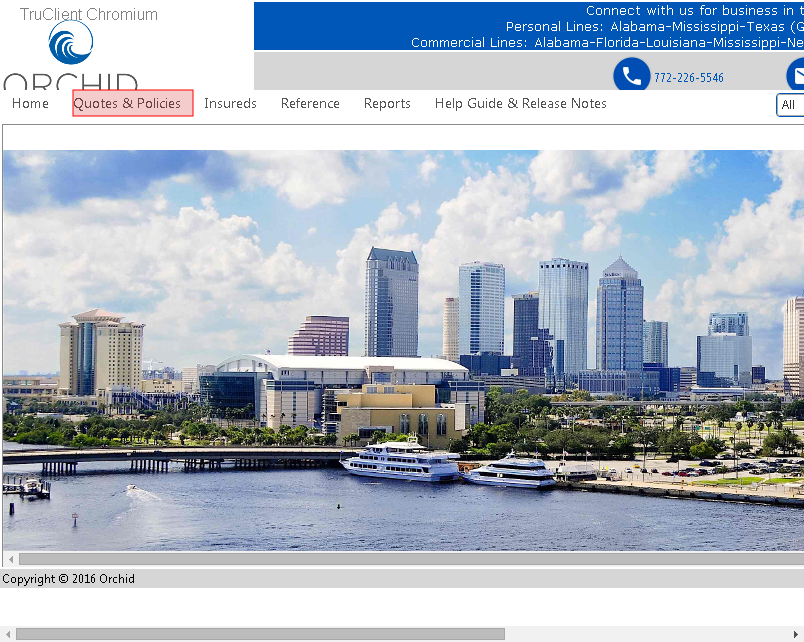 TruClient Chromium
Connect with us for business in
Personal Lines: Alabama-Mississippi-Texas
Commercial Lines: Alabama-Florida-Louisiana-Mississippi-Ne
ORCHID
772-226-5546
Home Quotes & Policies Insureds Reference Reports Help Guide & Release Notes All
Copyright © 2016 Orchid